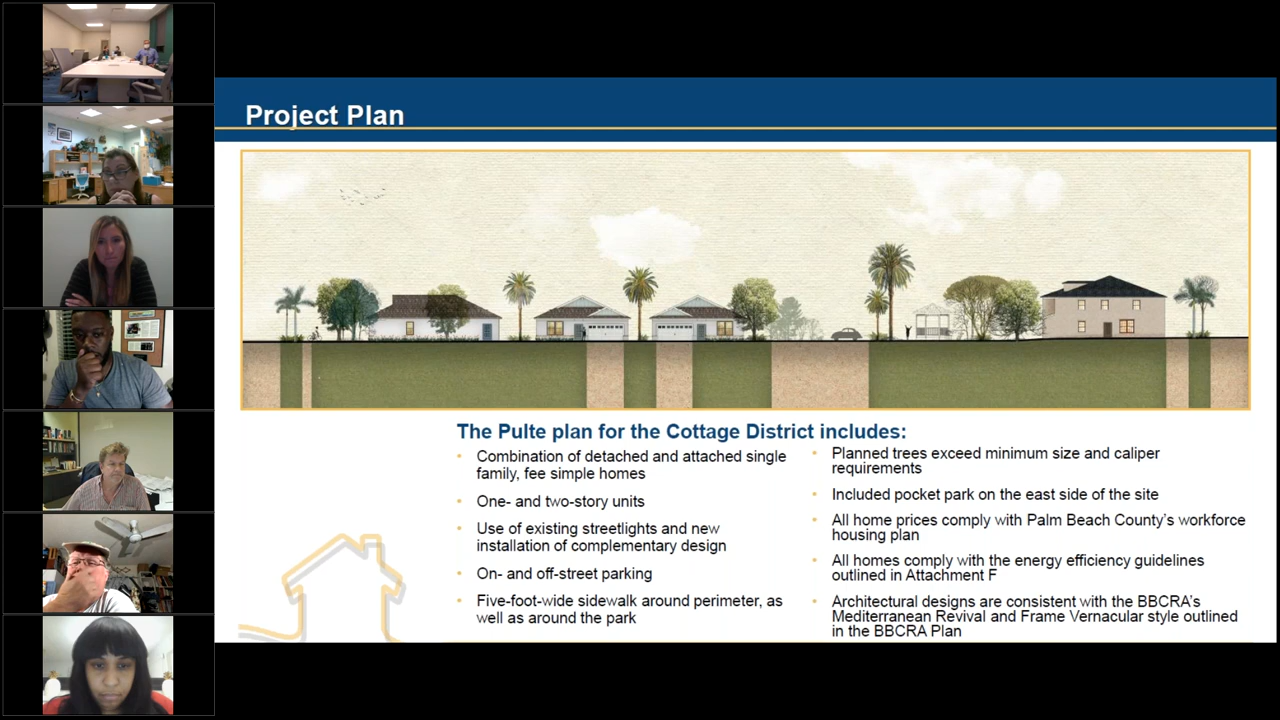 Project Plan
The Pulte plan for the Cottage District includes:
• Combination of detached and attached single
family, fee simple homes
• One- and two-story units
• Use of existing streetlights and new
installation of complementary design
• On- and off-street parking
• Five-foot-wide sidewalk around perimeter, as
well as around the park
• Planned trees exceed minimum size and caliper
requirements
• Included pocket park on the east side of the site
• All home prices comply with Palm Beach County's workforce
housing plan
• All homes comply with the energy efficiency guidelines
outlined in Attachment F
• Architectural designs are consistent with the BBCRA's
Mediterranean Revival and Frame Vernacular style outlined
in the BBCRA Plan